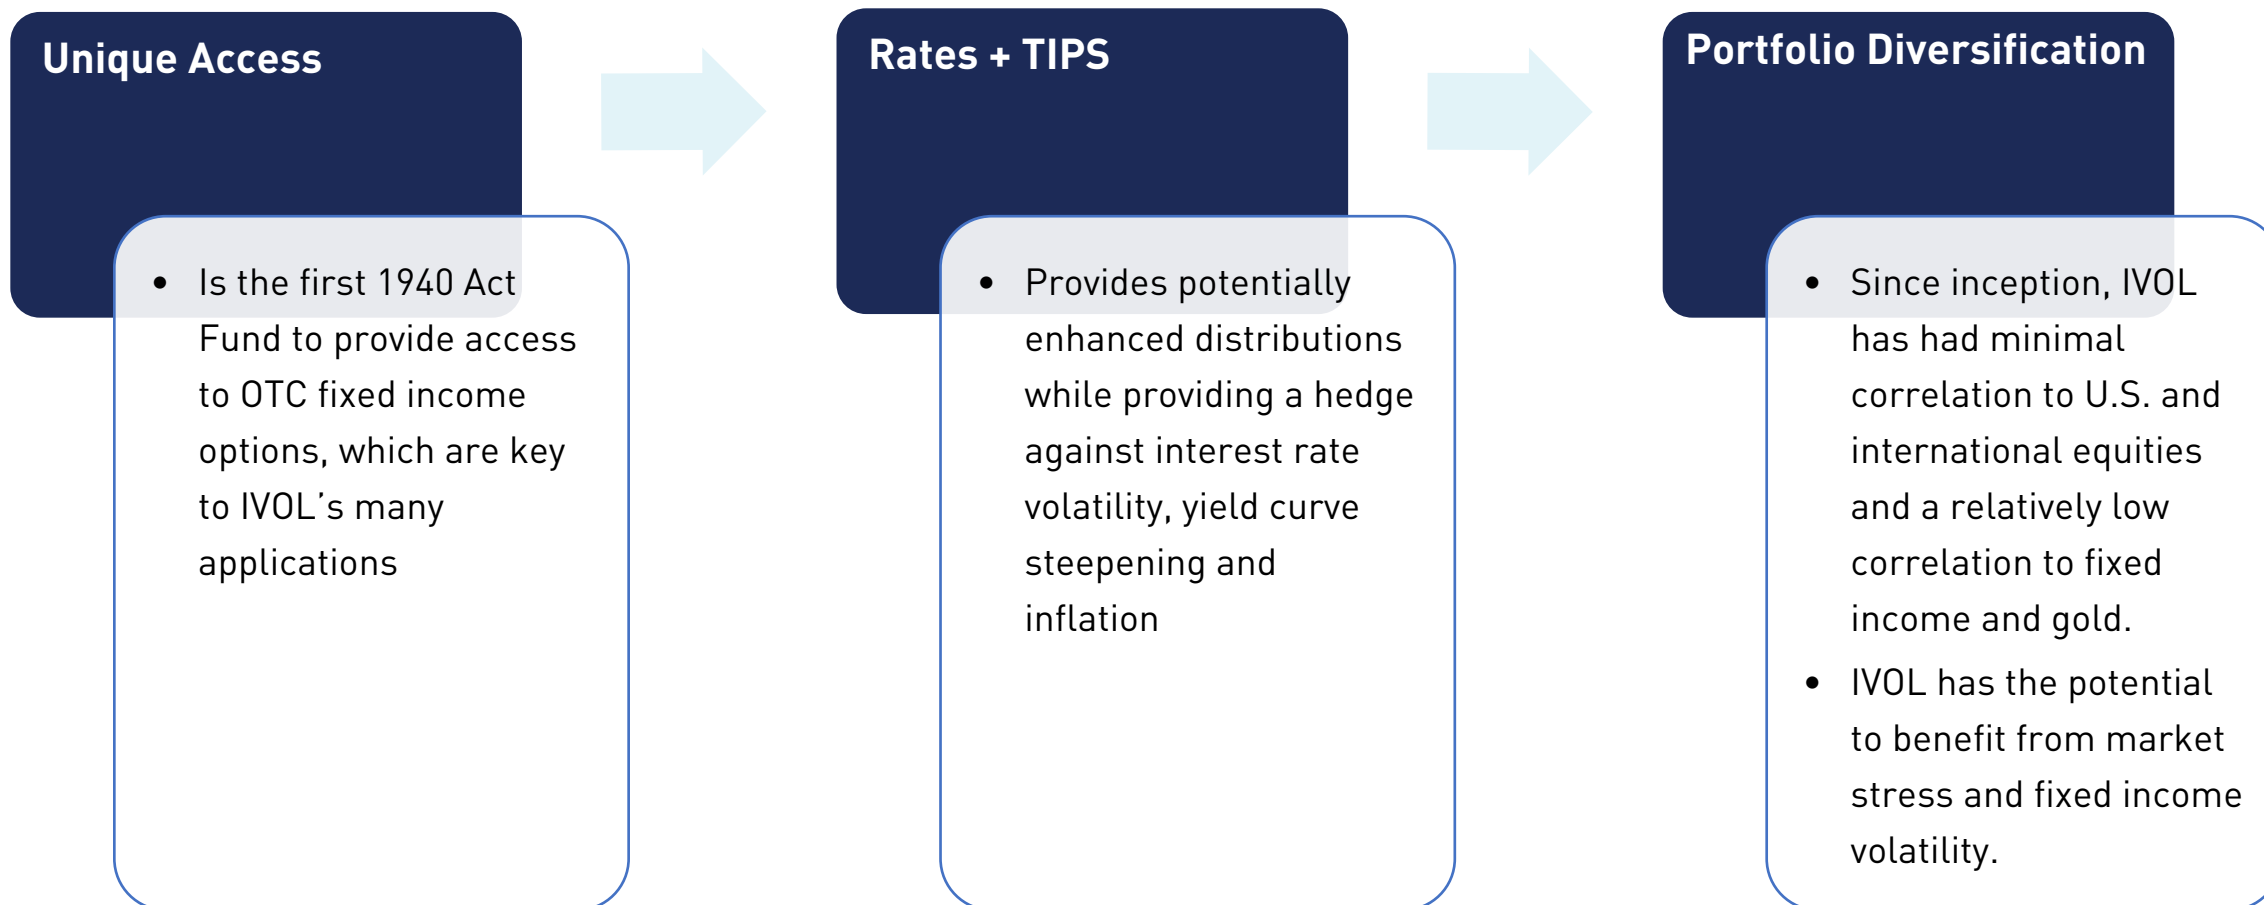 Unique Access
• Is the first 1940 Act
Fund to provide access
to OTC fixed income
options, which are key
to IVOL’s many
applications
Rates + TIPS
• Provides potentially
enhanced distributions
while providing a hedge
against interest rate
volatility, yield curve
steepening and
inflation
Portfolio Diversification
• Since inception, IVOL
has had minimal
correlation to U.S. and
international equities
and a relatively low
correlation to fixed
income and gold.
• IVOL has the potential
to benefit from market
stress and fixed income
volatility.